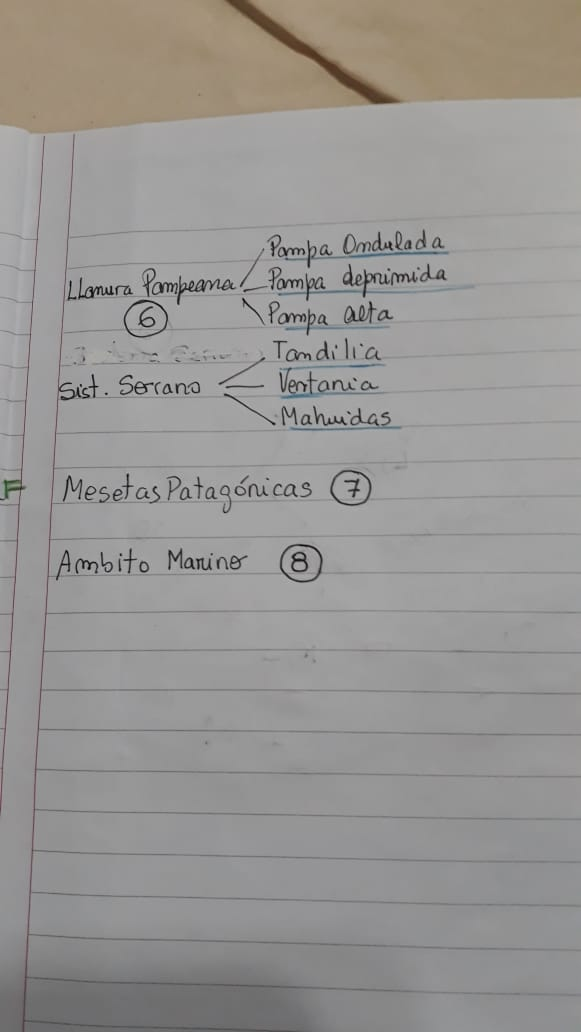 Pampa Ondulada
Llanura Pampeana Pampa deprimida
6 Pampa alta
Tandilia
Sist. Serrano Ventania
Mahuidas
F Mesetas Patagónicas 7
Ambito Marino 8